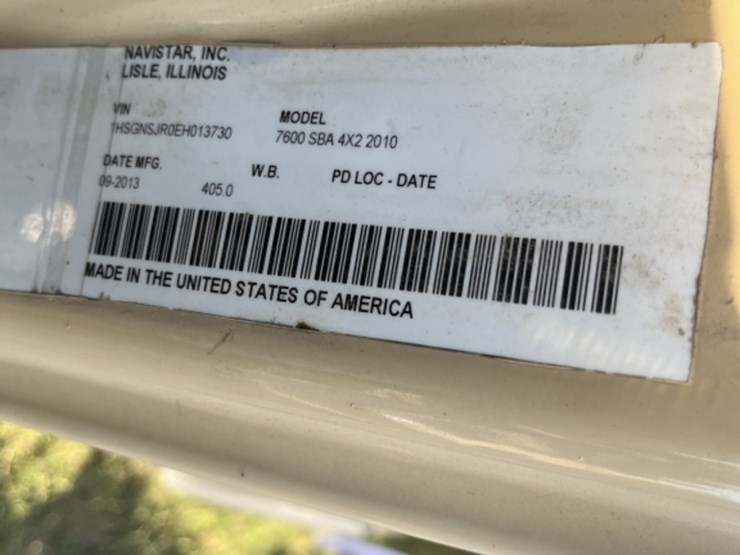 NAVISTAR, INC.
LISLE, ILLINOIS
VIN
1HSGNSJR0EH013730
MODEL
7600 SBA 4X2 2010
DATE MFG.
09-2013
W.B.
405.0
PD LOC - DATE
MADE IN THE UNITED STATES OF AMERICA